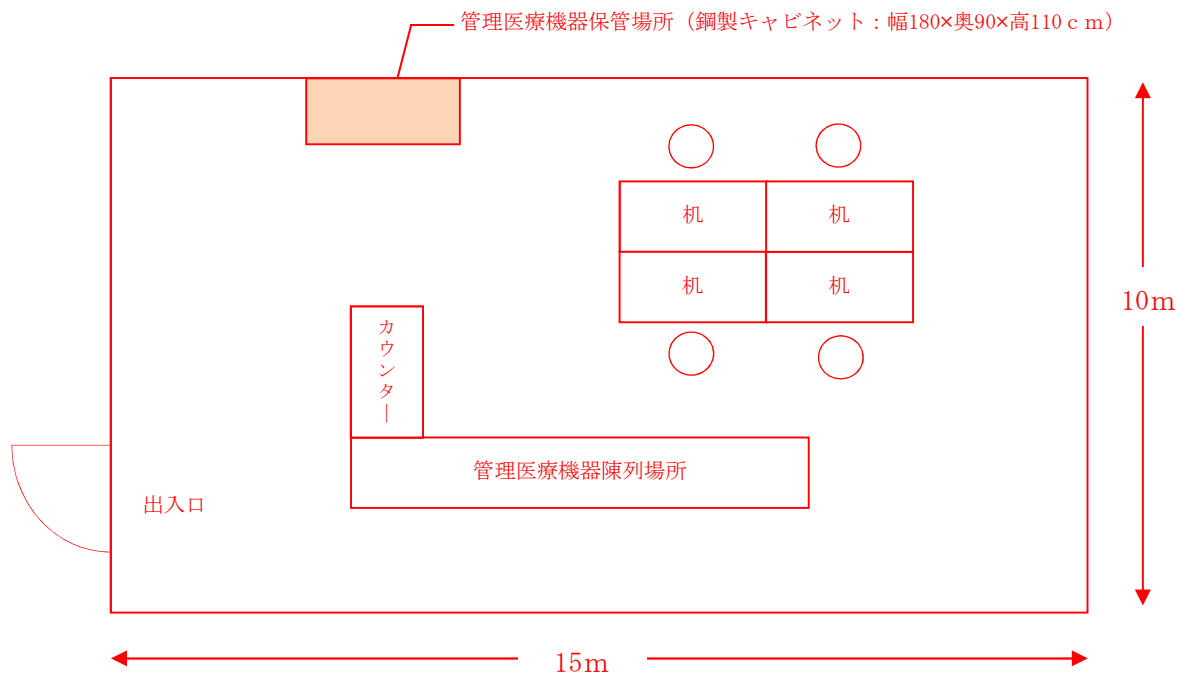 管理医療機器保管場所（鋼製キャビネット：幅180×奥90×高110ｃｍ）
机
机
机
机
10m
カウンター
管理医療機器陳列場所
出入口
15m